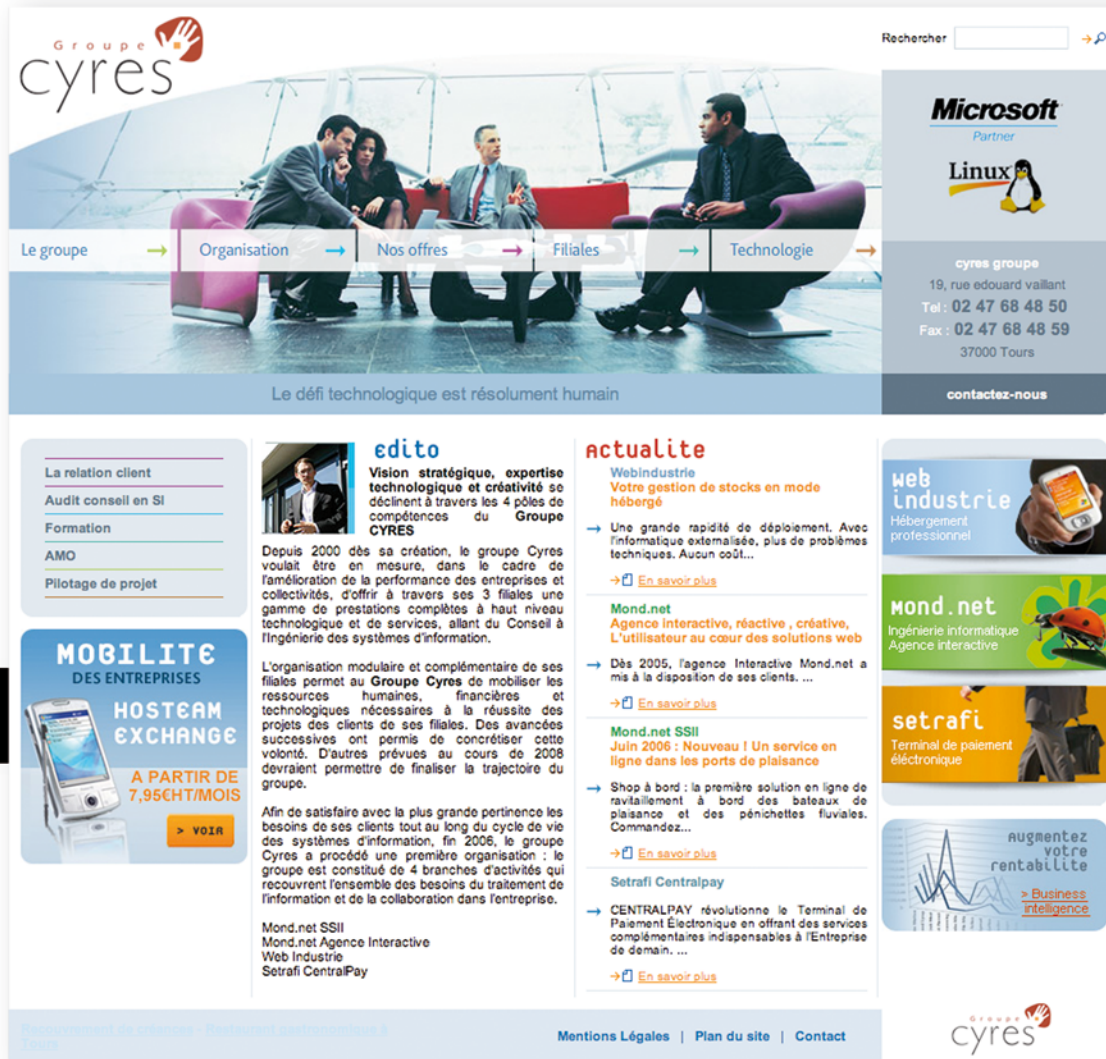 Groupe
cyres
Rechercher
Microsoft
Partner
Linux
Le groupe
Organisation
Nos offres
Filiales
Technologie
cyres groupe
19, rue edouard vaillant
Tel : 02 47 68 48 50
Fax : 02 47 68 48 59
37000 Tours
Le défi technologique est résolument humain
contactez-nous
La relation client
Audit conseil en SI
Formation
AMO
Pilotage de projet
MOBILITE
DES ENTREPRISES
HOSTEAM
EXCHANGE
A PARTIR DE
7,95€HT/MOIS
> VOIR
edito
Vision stratégique, expertise
technologique et créativité se
déclinent à travers les 4 pôles de
compétences du Groupe
CYRES
Depuis 2000 dès sa création, le groupe Cyres
voulait être en mesure, dans le cadre de
l'amélioration de la performance des entreprises et
collectivités, d'offrir à travers ses 3 filiales une
gamme de prestations complètes à haut niveau
technologique et de services, allant du Conseil à
l'Ingénierie des systèmes d'information.
L'organisation modulaire et complémentaire de ses
filiales permet au Groupe Cyres de mobiliser les
ressources humaines, financières et
technologiques nécessaires à la réussite des
projets des clients de ses filiales. Des avancées
successives ont permis de concrétiser cette
volonté. D'autres prévues au cours de 2008
devraient permettre de finaliser la trajectoire du
groupe.
Afin de satisfaire avec la plus grande pertinence les
besoins de ses clients tout au long du cycle de vie
des systèmes d'information, fin 2006, le groupe
Cyres a procédé une première organisation : le
groupe est constitué de 4 branches d'activités qui
recouvrent l'ensemble des besoins du traitement de
l'information et de la collaboration dans l'entreprise.
Mond.net SSII
Mond.net Agence Interactive
Web Industrie
Setrafi CentralPay
Actualite
Webindustrie
Votre gestion de stocks en mode
hébergé
Une grande rapidité de déploiement. Avec
l'informatique externalisée, plus de problèmes
techniques. Aucun coût...
En savoir plus
Mond.net
Agence interactive, réactive , créative,
L'utilisateur au cœur des solutions web
Dès 2005, l'agence Interactive Mond.net a
mis à la disposition de ses clients. ...
En savoir plus
Mond.net SSII
Juin 2006 : Nouveau ! Un service en
ligne dans les ports de plaisance
Shop à bord : la première solution en ligne de
ravitaillement à bord des bateaux de
plaisance et des pénichettes fluviales.
Commandez...
En savoir plus
Setrafi Centralpay
CENTRALPAY révolutionne le Terminal de
Paiement Électronique en offrant des services
complémentaires indispensables à l'Entreprise
de demain. ...
En savoir plus
web
industrie
Hébergement
professionnel
Mond.net
Ingénierie informatique
Agence interactive
setrafi
Terminal de paiement
éléctronique
Augmentez
votre
rentabilite
> Business
intelligence
Recouvrement de créances - Restaurant gastronomique à
Tours
Mentions Légales | Plan du site | Contact
Groupe
cyres